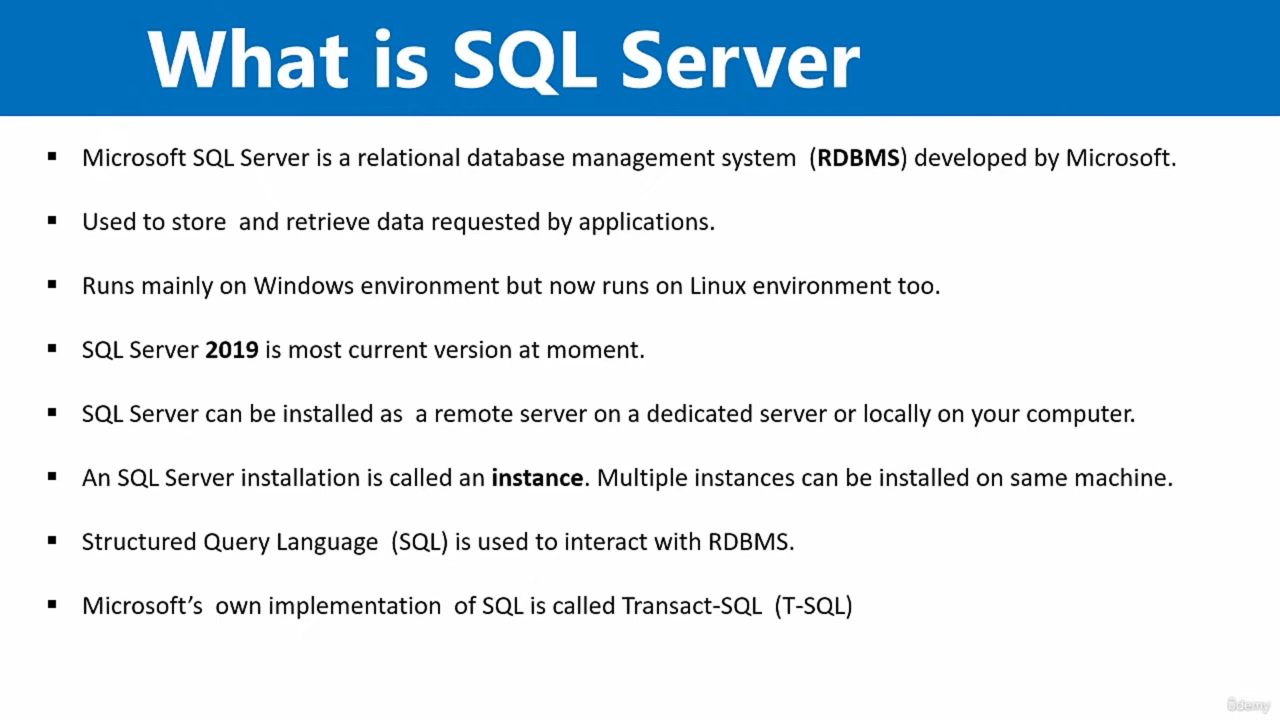 What is SQL Server
▪ Microsoft SQL Server is a relational database management system (RDBMS) developed by Microsoft.
▪ Used to store and retrieve data requested by applications.
▪ Runs mainly on Windows environment but now runs on Linux environment too.
▪ SQL Server 2019 is most current version at moment.
▪ SQL Server can be installed as a remote server on a dedicated server or locally on your computer.
▪ An SQL Server installation is called an instance. Multiple instances can be installed on same machine.
▪ Structured Query Language (SQL) is used to interact with RDBMS.
▪ Microsoft’s own implementation of SQL is called Transact-SQL (T-SQL)
ûdemy